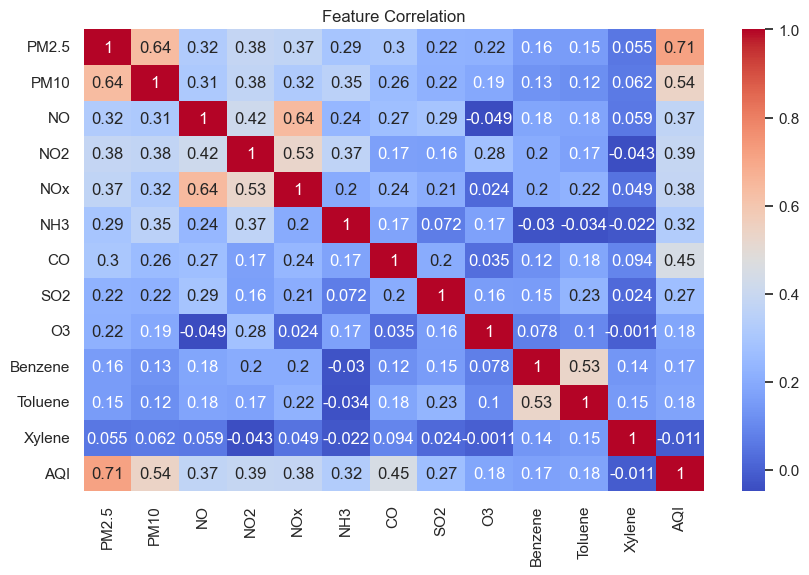 Feature Correlation
PM2.5 1 0.64 0.32 0.38 0.37 0.29 0.3 0.22 0.22 0.16 0.15 0.055 0.71
PM10 0.64 1 0.31 0.38 0.32 0.35 0.26 0.22 0.19 0.13 0.12 0.062 0.54
NO 0.32 0.31 1 0.42 0.64 0.24 0.27 0.29 -0.049 0.18 0.18 0.059 0.37
NO2 0.38 0.38 0.42 1 0.53 0.37 0.17 0.16 0.28 0.2 0.17 -0.043 0.39
NOx 0.37 0.32 0.64 0.53 1 0.2 0.24 0.21 0.024 0.2 0.22 0.049 0.38
NH3 0.29 0.35 0.24 0.37 0.2 1 0.17 0.072 0.17 -0.03 -0.034 -0.022 0.32
CO 0.3 0.26 0.27 0.17 0.24 0.17 1 0.2 0.035 0.12 0.18 0.094 0.45
SO2 0.22 0.22 0.29 0.16 0.21 0.072 0.2 1 0.16 0.15 0.23 0.024 0.27
O3 0.22 0.19 -0.049 0.28 0.024 0.17 0.035 0.16 1 0.078 0.1 -0.0011 0.18
Benzene 0.16 0.13 0.18 0.2 0.2 -0.03 0.12 0.15 0.078 1 0.53 0.14 0.17
Toluene 0.15 0.12 0.18 0.17 0.22 -0.034 0.18 0.23 0.1 0.53 1 0.15 0.18
Xylene 0.055 0.062 0.059 -0.043 0.049 -0.022 0.094 0.024 -0.0011 0.14 0.15 1 -0.011
AQI 0.71 0.54 0.37 0.39 0.38 0.32 0.45 0.27 0.18 0.17 0.18 -0.011 1
PM2.5 PM10 NO NO2 NOx NH3 CO SO2 O3 Benzene Toluene Xylene AQI
1.0
0.8
0.6
0.4
0.2
0.0